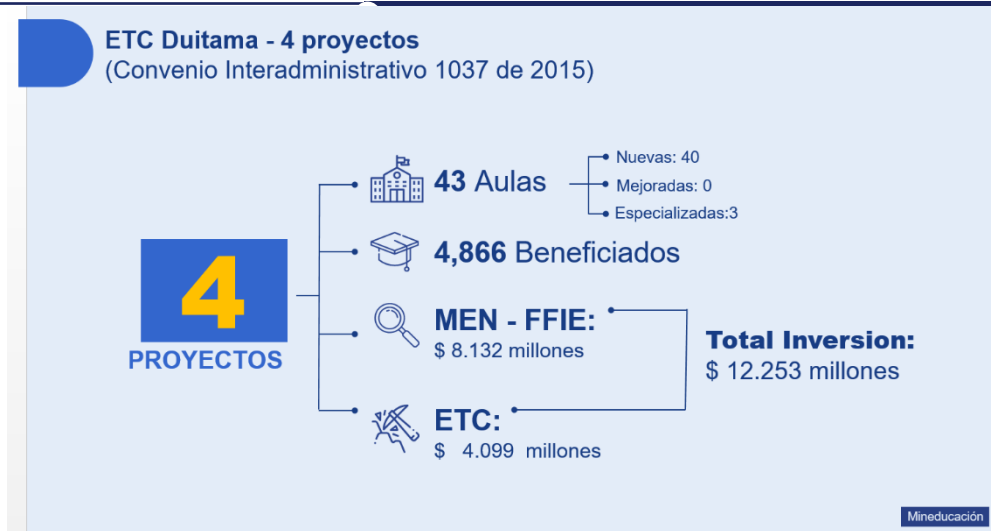 ETC Duitama - 4 proyectos
(Convenio Interadministrativo 1037 de 2015)
43 Aulas
Nuevas: 40
Mejoradas: 0
Especializadas:3
4,866 Beneficiados
4
PROYECTOS
MEN - FFIE:
$ 8.132 millones
Total Inversion:
$ 12.253 millones
ETC:
$ 4.099 millones
Mineducación